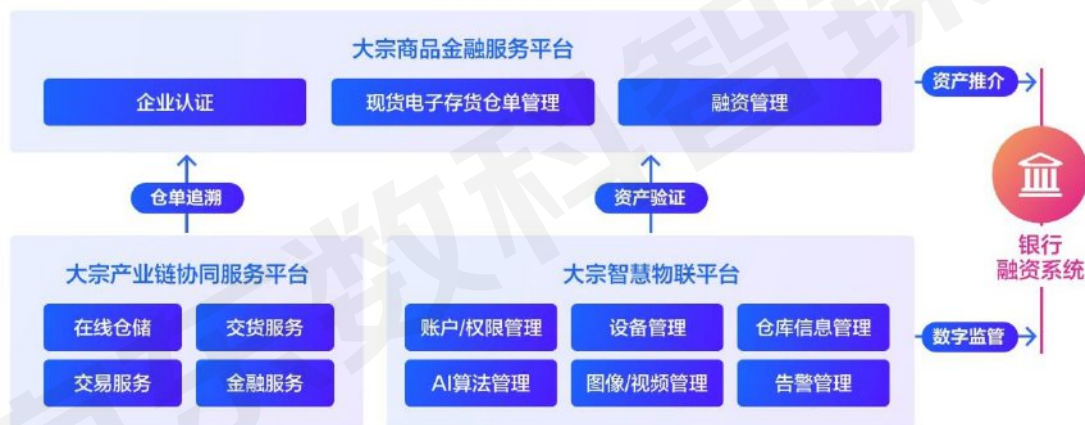 大宗商品金融服务平台
企业认证
现货电子存货仓单管理
融资管理
资产推介
仓单追溯
资产验证
银行
融资系统
大宗产业链协同服务平台
在线仓储
交货服务
交易服务
金融服务
大宗智慧物联平台
账户/权限管理
设备管理
仓库信息管理
AI算法管理
图像/视频管理
告警管理
数字监管